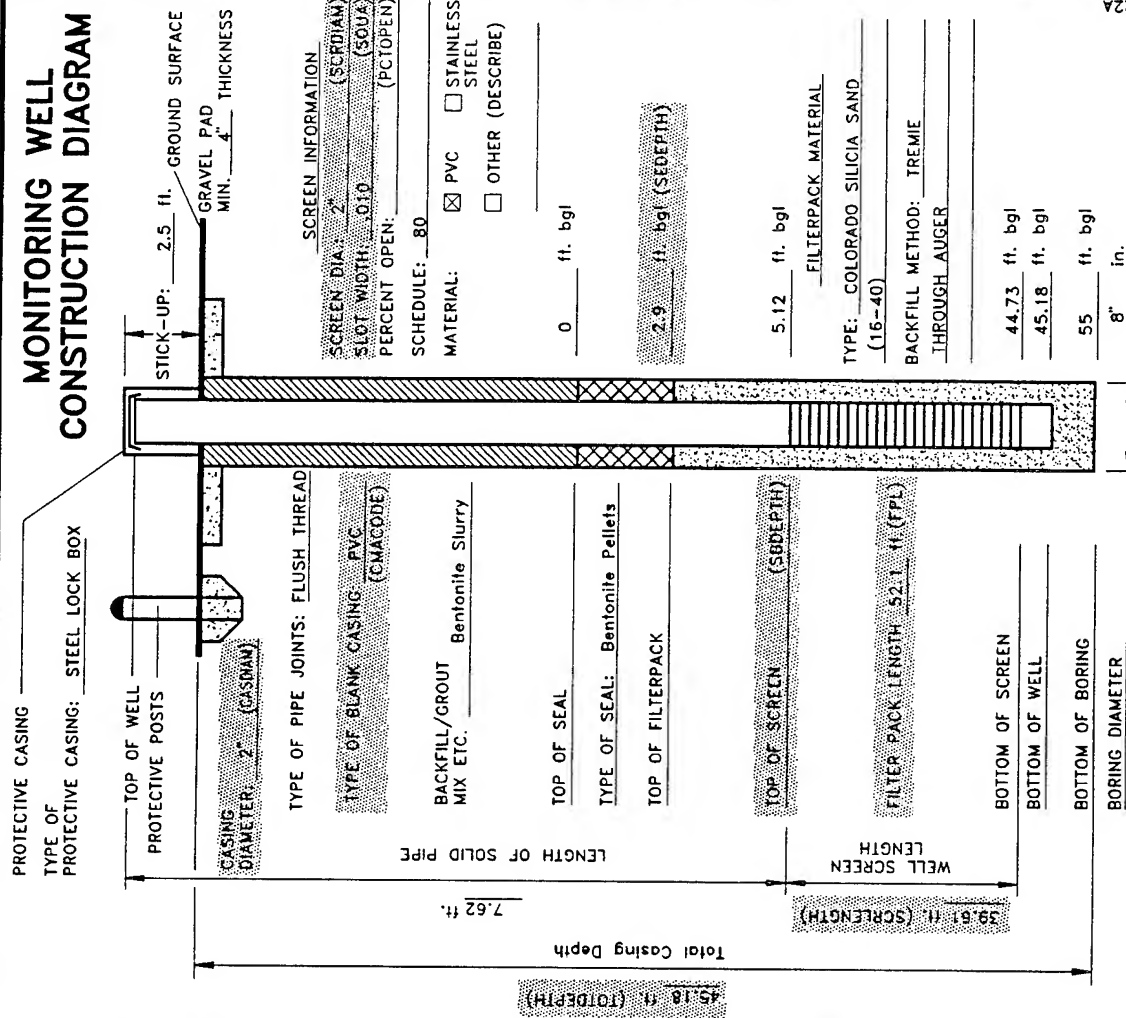 MONITORING WELL
CONSTRUCTION DIAGRAM
PROTECTIVE CASING
TYPE OF
PROTECTIVE CASING: STEEL LOCK BOX
TOP OF WELL
PROTECTIVE POSTS
STICK-UP: 2.5 ft.
GROUND SURFACE
GRAVEL PAD
MIN. 4" THICKNESS
CASING
DIAMETER: 2" (CASDIAM)
TYPE OF PIPE JOINTS: FLUSH THREAD
TYPE OF BLANK CASING: PVC
(CMACODE)
BACKFILL/GROUT
MIX ETC. Bentonite Slurry
TOP OF SEAL
TYPE OF SEAL: Bentonite Pellets
TOP OF FILTERPACK
TOP OF SCREEN (SBDEPTH)
FILTER PACK LENGTH 52.1 ft (FPL)
BOTTOM OF SCREEN
BOTTOM OF WELL
BOTTOM OF BORING
BORING DIAMETER
SCREEN INFORMATION
SCREEN DIA.: 2" (SCRDIAM)
SLOT WIDTH: .010 (SOUA
PERCENT OPEN: (PCTOPEN)
SCHEDULE: 80
MATERIAL: ☒ PVC ☐ STAINLESS
STEEL
☐ OTHER (DESCRIBE)
0 ft. bgl
2.9 ft. bgl (SEDEPTH)
5.12 ft. bgl
FILTERPACK MATERIAL
TYPE: COLORADO SILICIA SAND
(16-40)
BACKFILL METHOD: TREMIE
THROUGH AUGER
44.73 ft. bgl
45.18 ft. bgl
55 ft. bgl
8" in.
LENGTH OF SOLID PIPE
7.62 ft.
WELL SCREEN
LENGTH
39.61 ft. (SCRLENGTH)
Total Casing Depth
45.18 ft (TOTDEPTH)